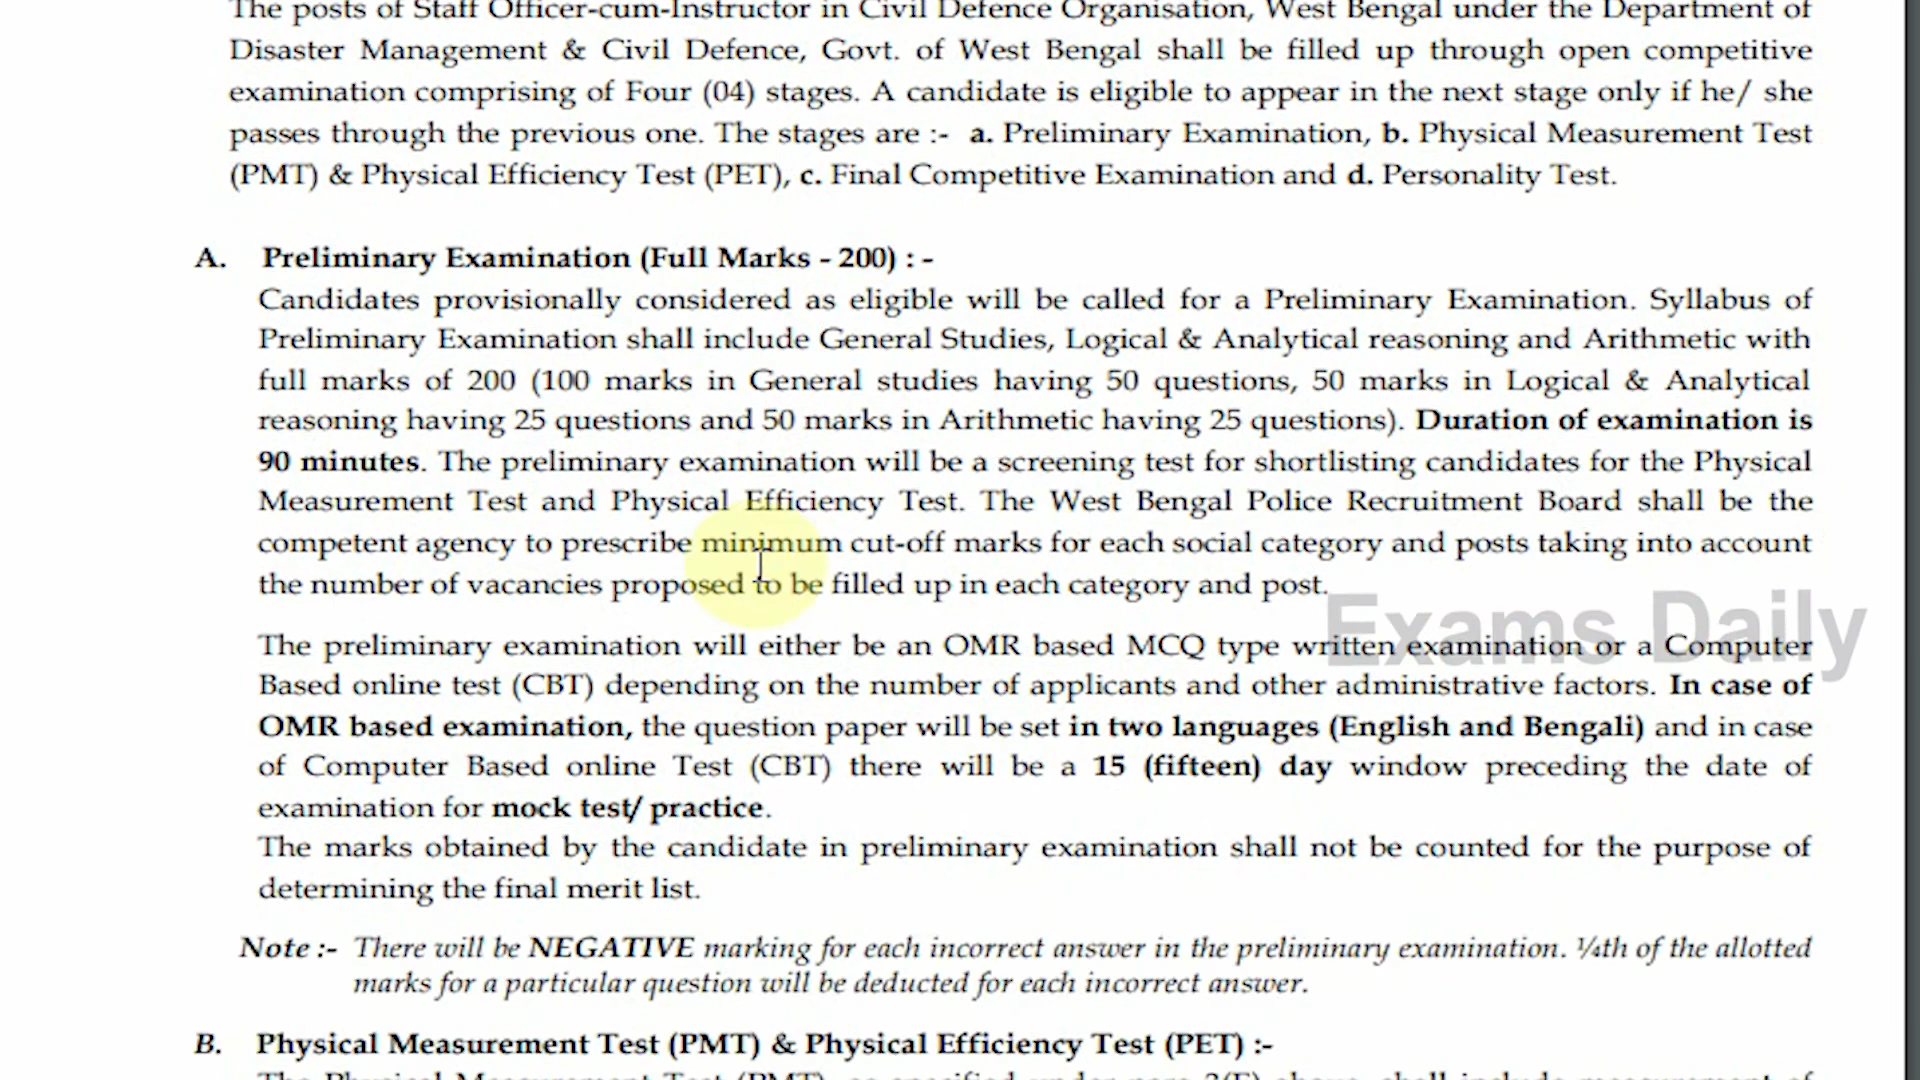 The posts of Staff Officer-cum-Instructor in Civil Defence Organisation, West Bengal under the Department of
Disaster Management & Civil Defence, Govt. of West Bengal shall be filled up through open competitive
examination comprising of Four (04) stages. A candidate is eligible to appear in the next stage only if he/ she
passes through the previous one. The stages are :- a. Preliminary Examination, b. Physical Measurement Test
(PMT) & Physical Efficiency Test (PET), c. Final Competitive Examination and d. Personality Test.
A. Preliminary Examination (Full Marks - 200) : -
Candidates provisionally considered as eligible will be called for a Preliminary Examination. Syllabus of
Preliminary Examination shall include General Studies, Logical & Analytical reasoning and Arithmetic with
full marks of 200 (100 marks in General studies having 50 questions, 50 marks in Logical & Analytical
reasoning having 25 questions and 50 marks in Arithmetic having 25 questions). Duration of examination is
90 minutes. The preliminary examination will be a screening test for shortlisting candidates for the Physical
Measurement Test and Physical Efficiency Test. The West Bengal Police Recruitment Board shall be the
competent agency to prescribe minimum cut-off marks for each social category and posts taking into account
the number of vacancies proposed to be filled up in each category and post.
Exams Daily
The preliminary examination will either be an OMR based MCQ type written examination or a Computer
Based online test (CBT) depending on the number of applicants and other administrative factors. In case of
OMR based examination, the question paper will be set in two languages (English and Bengali) and in case
of Computer Based online Test (CBT) there will be a 15 (fifteen) day window preceding the date of
examination for mock test/ practice.
The marks obtained by the candidate in preliminary examination shall not be counted for the purpose of
determining the final merit list.
Note :- There will be NEGATIVE marking for each incorrect answer in the preliminary examination. ¼th of the allotted
marks for a particular question will be deducted for each incorrect answer.
B. Physical Measurement Test (PMT) & Physical Efficiency Test (PET) :-
The Physical Measurement Test (PMT), as specified under para 2(E) above, shall include measurement of